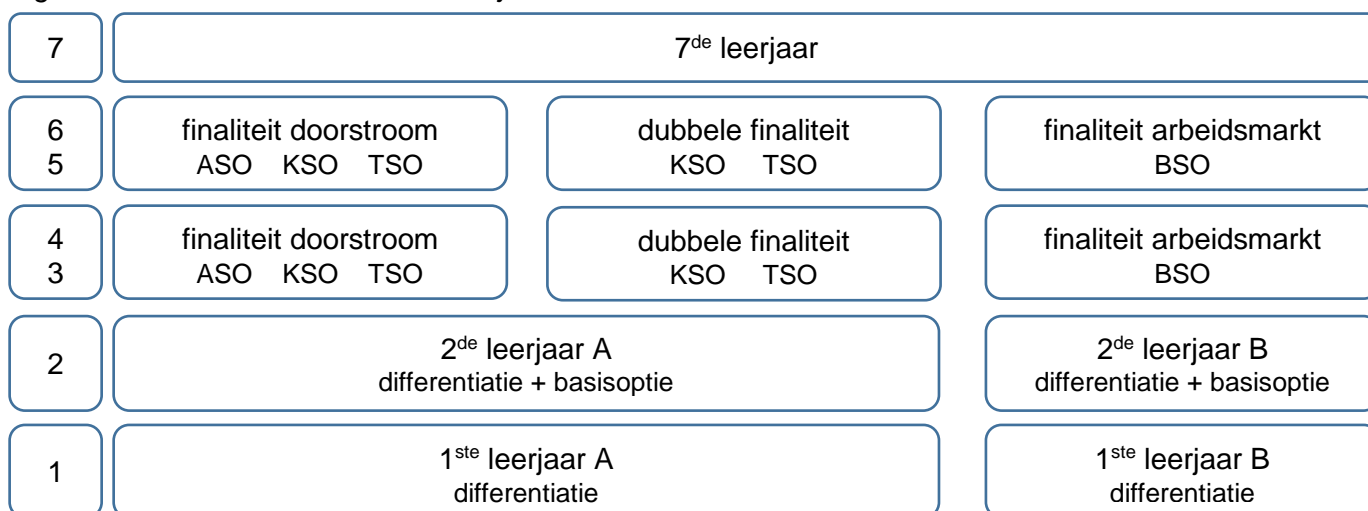 7
7de leerjaar
6
5
finaliteit doorstroom
ASO KSO TSO
dubbele finaliteit
KSO TSO
finaliteit arbeidsmarkt
BSO
4
3
finaliteit doorstroom
ASO KSO TSO
dubbele finaliteit
KSO TSO
finaliteit arbeidsmarkt
BSO
2
2de leerjaar A
differentiatie + basisoptie
2de leerjaar B
differentiatie + basisoptie
1
1ste leerjaar A
differentiatie
1ste leerjaar B
differentiatie